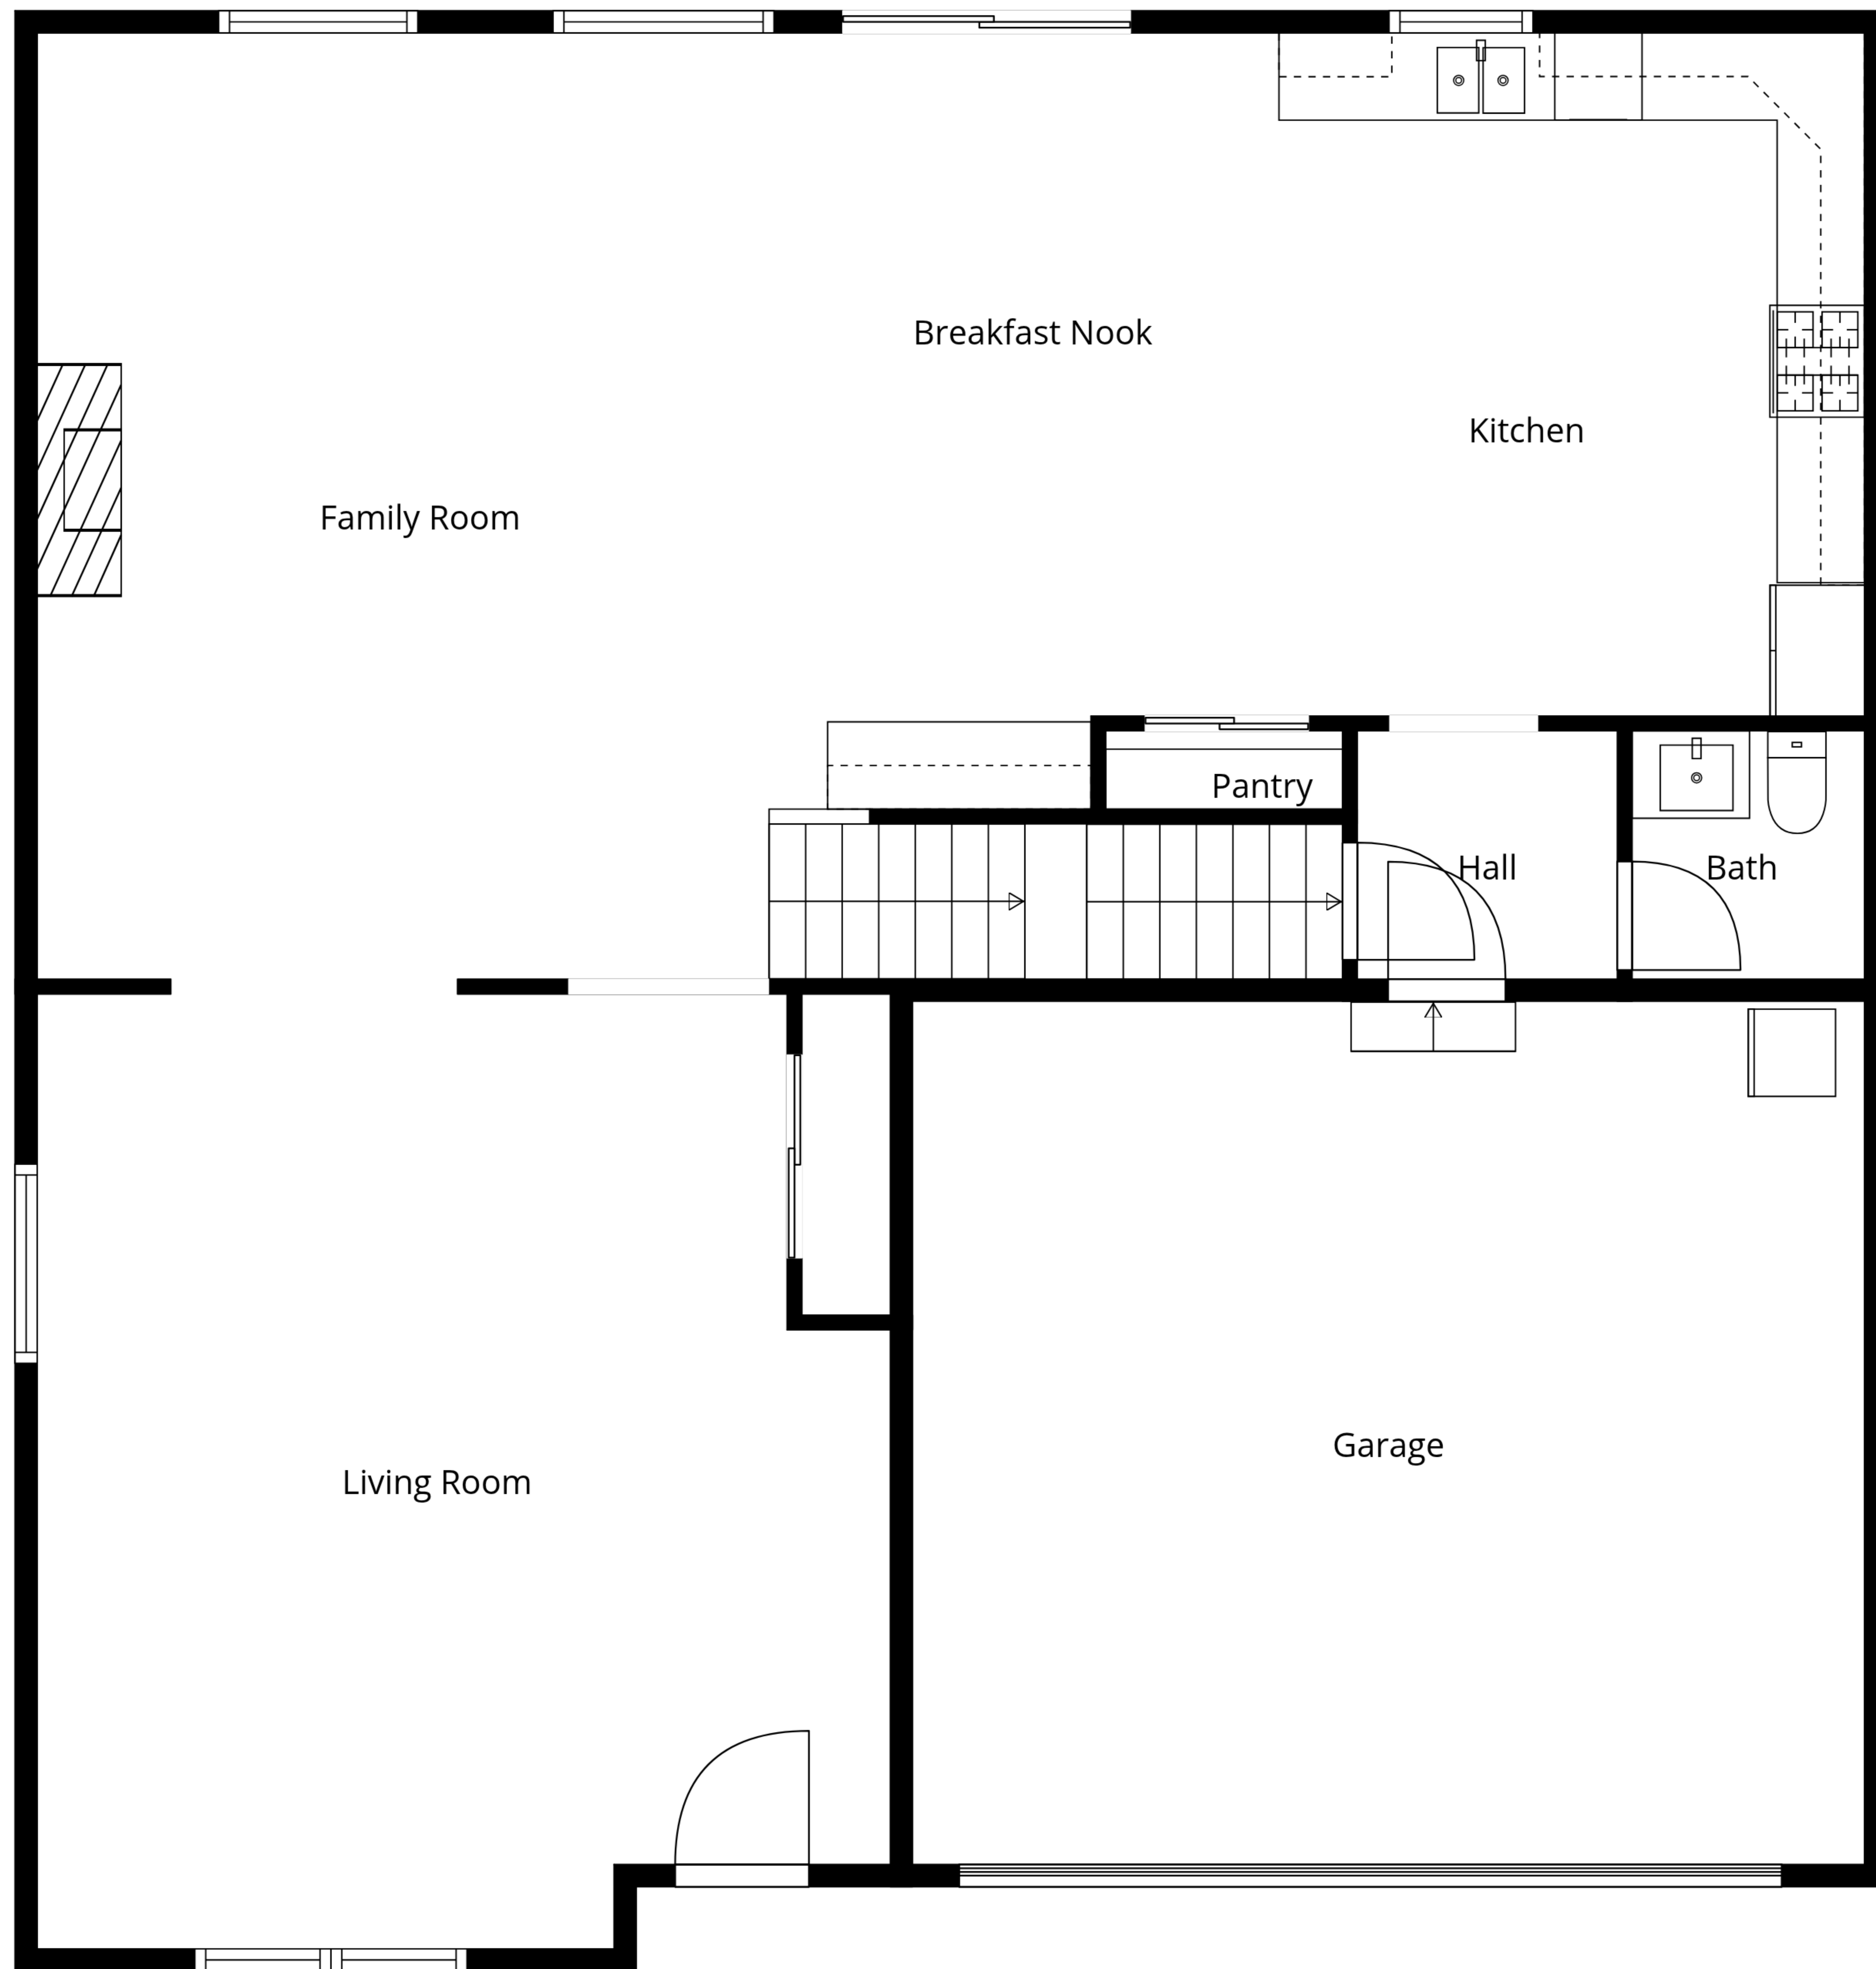 Breakfast Nook
Kitchen
Family Room
Pantry
Hall
Bath
Garage
Living Room